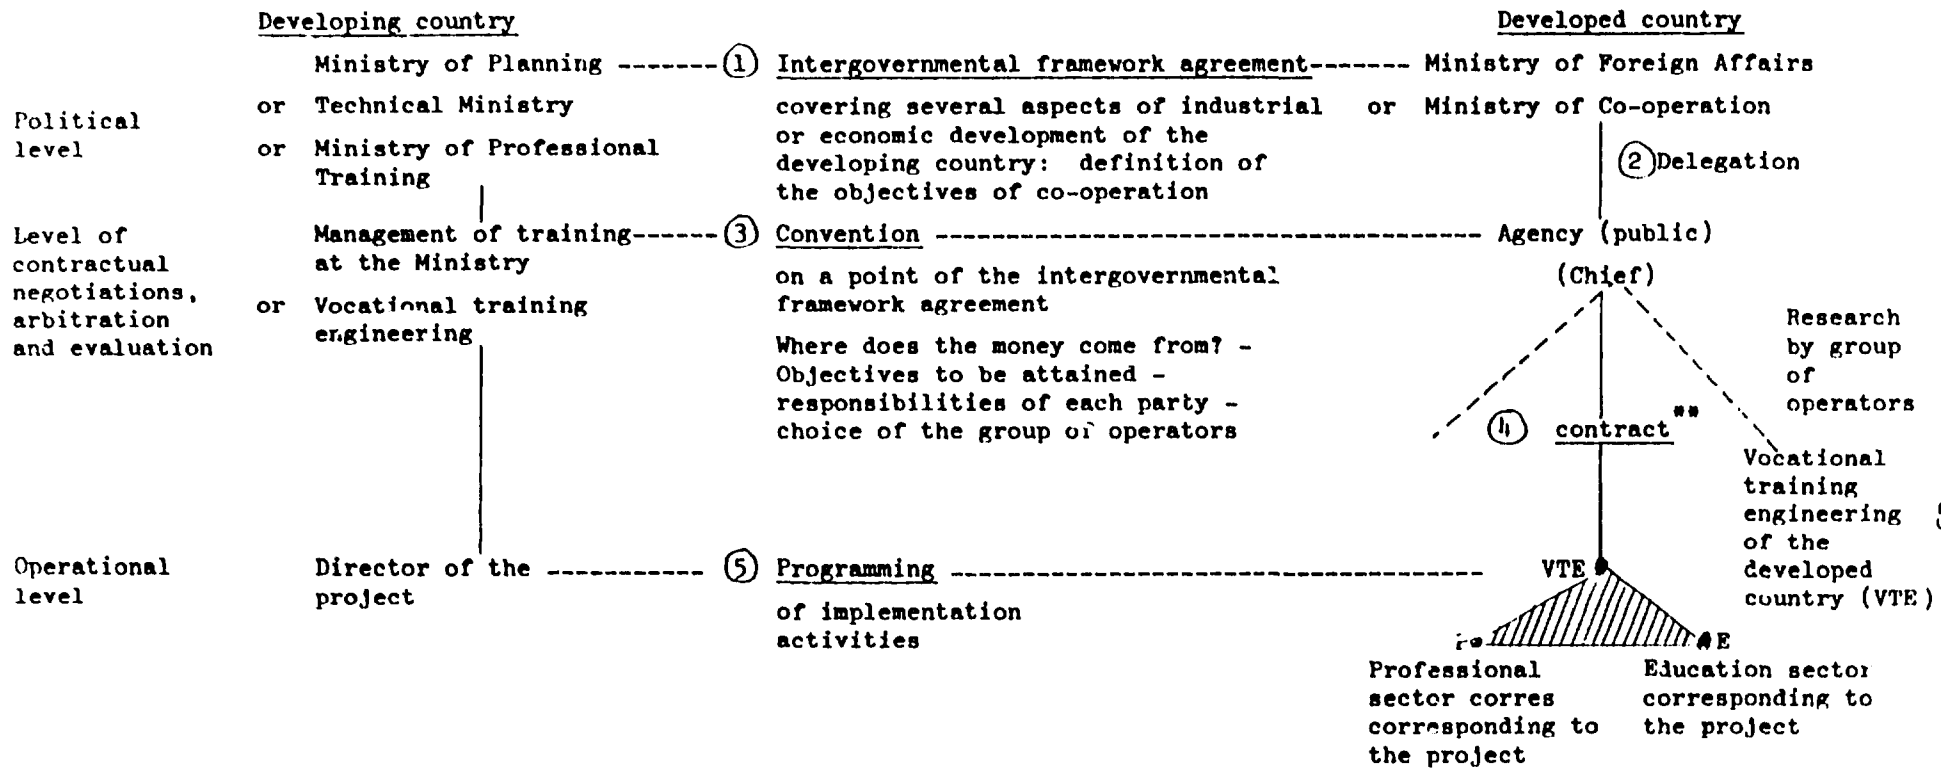 Developing country
Developed country
Ministry of Planning ------- ① Intergovernmental framework agreement------- Ministry of Foreign Affairs
or Technical Ministry
covering several aspects of industrial
or Ministry of Co-operation
or economic development of the
Political
level
or Ministry of Professional
Training
developing country: definition of
the objectives of co-operation
② Delegation
Level of
contractual
negotiations,
arbitration
and evaluation
Management of training------ ③ Convention ------- Agency (public)
at the Ministry
on a point of the intergovernmental
framework agreement
(Chief)
or Vocational training
engineering
Where does the money come from? -
Objectives to be attained -
responsibilities of each party -
choice of the group of operators
Research
by group
of
operators
④ contract**
Vocational
training
engineering
of the
developed
country (VTE)
Operational
level
Director of the ----------- ⑤ Programming ------- VTE
project
of implementation
activities
E
Professional
sector corres
corresponding to
the project
Education sector
corresponding to
the project